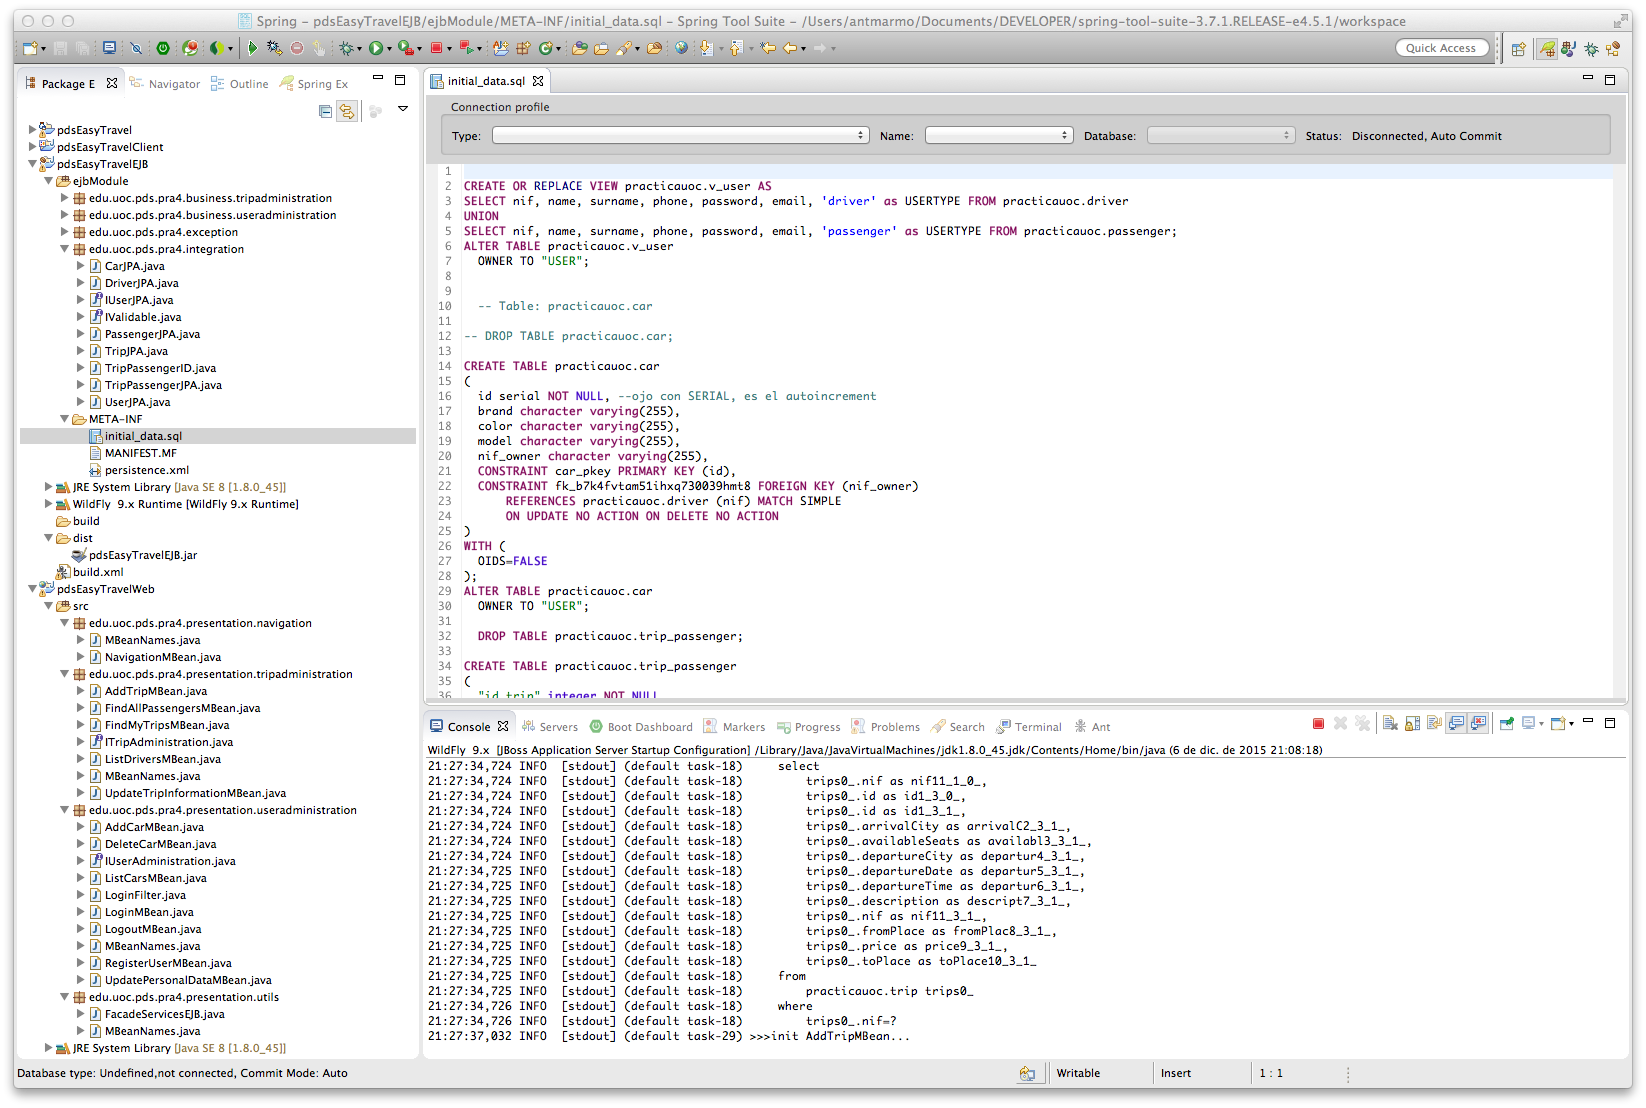 Spring - pdsEasyTravelEJB/ejbModule/META-INF/initial_data.sql - Spring Tool Suite - /Users/antmarmo/Documents/DEVELOPER/spring-tool-suite-3.7.1.RELEASE-e4.5.1/workspace
Quick Access
Package E
Navigator
Outline
Spring Ex
pdsEasyTravel
pdsEasyTravelClient
pdsEasyTravelEJB
ejbModule
edu.uoc.pds.pra4.business.tripadministration
edu.uoc.pds.pra4.business.useradministration
edu.uoc.pds.pra4.exception
edu.uoc.pds.pra4.integration
CarJPA.java
DriverJPA.java
IUserJPA.java
IValidable.java
PassengerJPA.java
TripJPA.java
TripPassengerID.java
TripPassengerJPA.java
UserJPA.java
META-INF
initial_data.sql
MANIFEST.MF
persistence.xml
JRE System Library [Java SE 8 [1.8.0_45]]
WildFly 9.x Runtime [WildFly 9.x Runtime]
build
dist
pdsEasyTravelEJB.jar
build.xml
pdsEasyTravelWeb
src
edu.uoc.pds.pra4.presentation.navigation
MBeanNames.java
NavigationMBean.java
edu.uoc.pds.pra4.presentation.tripadministration
AddTripMBean.java
FindAllPassengersMBean.java
FindMyTripsMBean.java
ITripAdministration.java
ListDriversMBean.java
MBeanNames.java
UpdateTripInformationMBean.java
edu.uoc.pds.pra4.presentation.useradministration
AddCarMBean.java
DeleteCarMBean.java
IUserAdministration.java
ListCarsMBean.java
LoginFilter.java
LoginMBean.java
LogoutMBean.java
MBeanNames.java
RegisterUserMBean.java
UpdatePersonalDataMBean.java
edu.uoc.pds.pra4.presentation.utils
FacadeServicesEJB.java
MBeanNames.java
JRE System Library [Java SE 8 [1.8.0_45]]
initial_data.sql
Connection profile
Type: Name: Database: Status: Disconnected, Auto Commit
1
2 CREATE OR REPLACE VIEW practicauoc.v_user AS
3 SELECT nif, name, surname, phone, password, email, 'driver' as USERTYPE FROM practicauoc.driver
4 UNION
5 SELECT nif, name, surname, phone, password, email, 'passenger' as USERTYPE FROM practicauoc.passenger;
6 ALTER TABLE practicauoc.v_user
7 OWNER TO "USER";
8
9
10 -- Table: practicauoc.car
11
12 -- DROP TABLE practicauoc.car;
13
14 CREATE TABLE practicauoc.car
15 (
16 id serial NOT NULL, --ojo con SERIAL, es el autoincrement
17 brand character varying(255),
18 color character varying(255),
19 model character varying(255),
20 nif_owner character varying(255),
21 CONSTRAINT car_pkey PRIMARY KEY (id),
22 CONSTRAINT fk_b7k4fvtam51ihxq730039hmt8 FOREIGN KEY (nif_owner)
23 REFERENCES practicauoc.driver (nif) MATCH SIMPLE
24 ON UPDATE NO ACTION ON DELETE NO ACTION
25 )
26 WITH (
27 OIDS=FALSE
28 );
29 ALTER TABLE practicauoc.car
30 OWNER TO "USER";
31
32 DROP TABLE practicauoc.trip_passenger;
33
34 CREATE TABLE practicauoc.trip_passenger
35 (
36 "id_trip" integer NOT NULL
Console Servers Boot Dashboard Markers Progress Problems Search Terminal Ant
WildFly 9.x [JBoss Application Server Startup Configuration] /Library/Java/JavaVirtualMachines/jdk1.8.0_45.jdk/Contents/Home/bin/java (6 de dic. de 2015 21:08:18)
21:27:34,724 INFO [stdout] (default task-18) select
21:27:34,724 INFO [stdout] (default task-18) trips0_.nif as nif11_1_0_,
21:27:34,724 INFO [stdout] (default task-18) trips0_.id as id1_3_0_,
21:27:34,724 INFO [stdout] (default task-18) trips0_.id as id1_3_1_,
21:27:34,724 INFO [stdout] (default task-18) trips0_.arrivalCity as arrivalC2_3_1_,
21:27:34,724 INFO [stdout] (default task-18) trips0_.availableSeats as availabl3_3_1_,
21:27:34,724 INFO [stdout] (default task-18) trips0_.departureCity as departur4_3_1_,
21:27:34,725 INFO [stdout] (default task-18) trips0_.departureDate as departur5_3_1_,
21:27:34,725 INFO [stdout] (default task-18) trips0_.departureTime as departur6_3_1_,
21:27:34,725 INFO [stdout] (default task-18) trips0_.description as descript7_3_1_,
21:27:34,725 INFO [stdout] (default task-18) trips0_.nif as nif11_3_1_,
21:27:34,725 INFO [stdout] (default task-18) trips0_.fromPlace as fromPlac8_3_1_,
21:27:34,725 INFO [stdout] (default task-18) trips0_.price as price9_3_1_,
21:27:34,725 INFO [stdout] (default task-18) trips0_.toPlace as toPlace10_3_1_
21:27:34,725 INFO [stdout] (default task-18) from
21:27:34,725 INFO [stdout] (default task-18) practicauoc.trip trips0_
21:27:34,726 INFO [stdout] (default task-18) where
21:27:34,726 INFO [stdout] (default task-18) trips0_.nif=?
21:27:37,032 INFO [stdout] (default task-29) >>>init AddTripMBean...
Database type: Undefined,not connected, Commit Mode: Auto
Writable
Insert
1 : 1